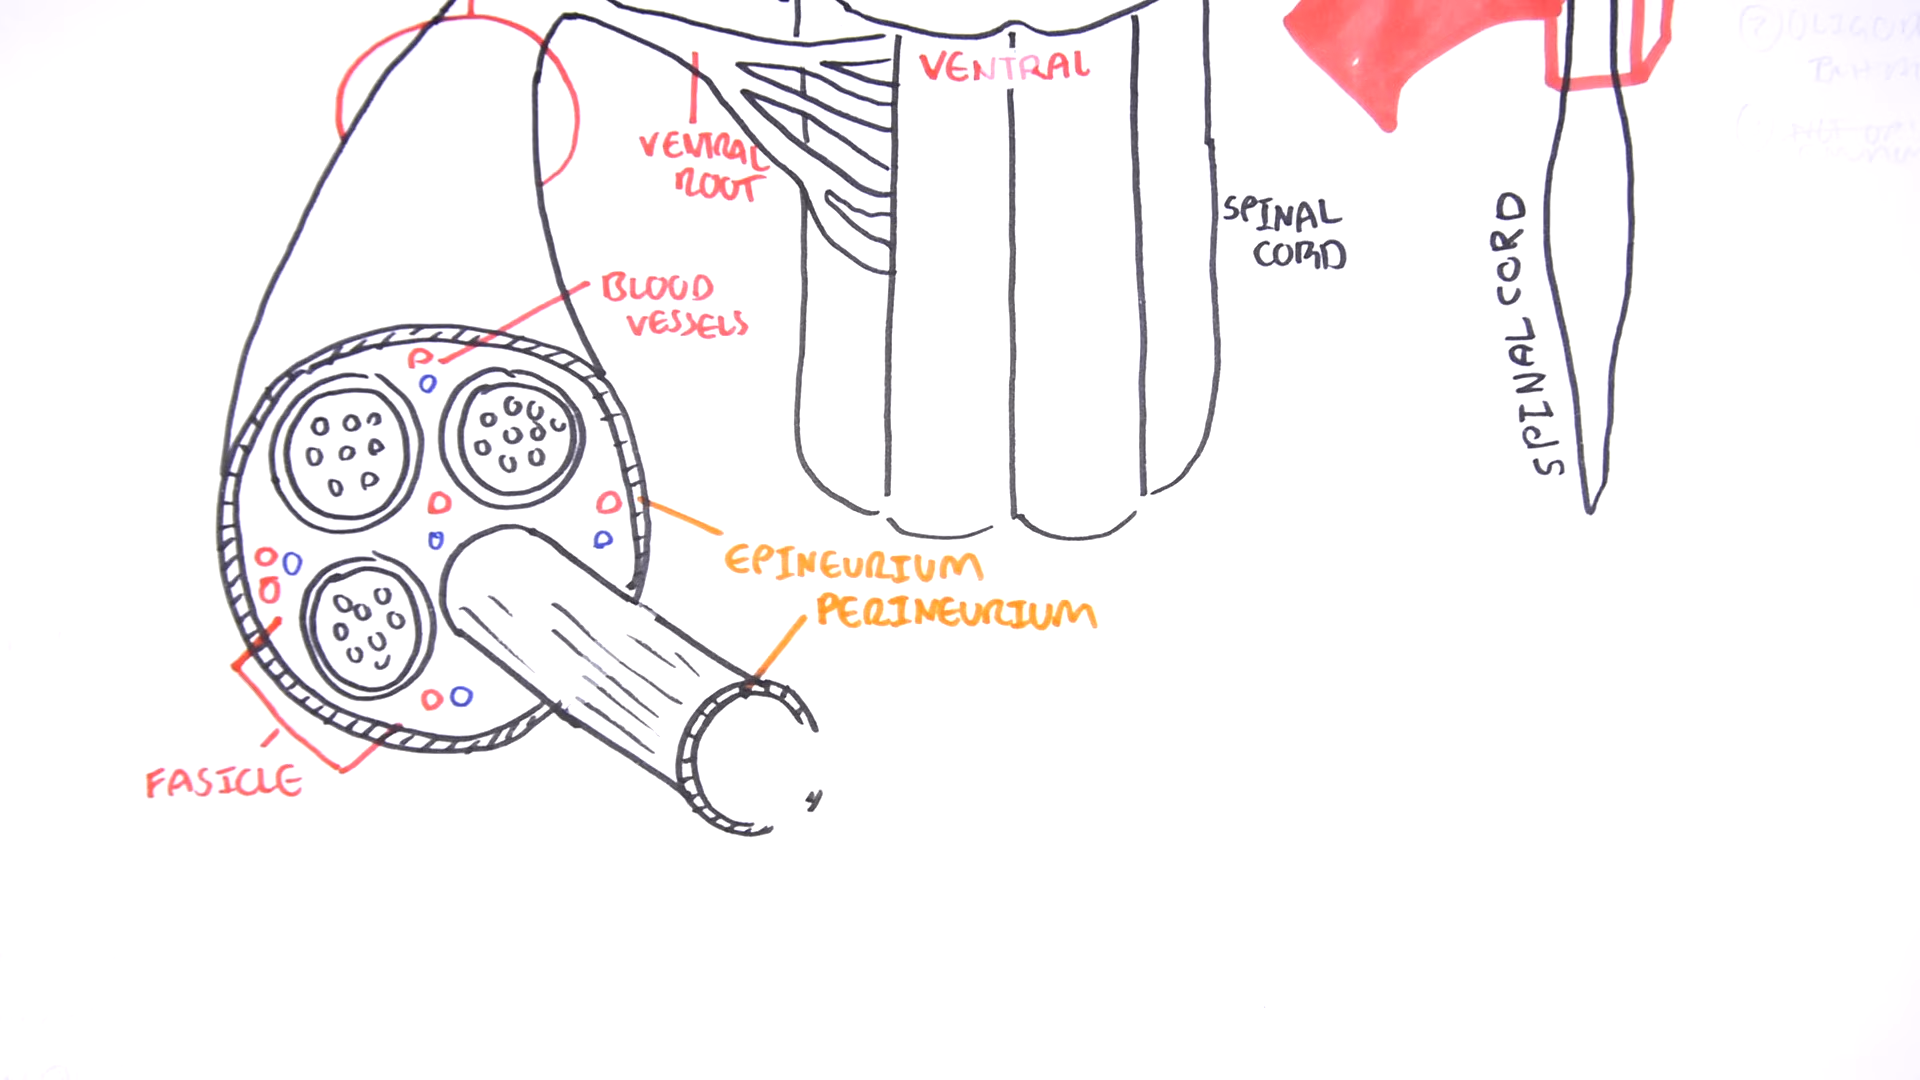 VENTRAL
VENTRAL
ROOT
SPINAL
CORD
SPINAL CORD
BLOOD
VESSELS
EPINEURIUM
PERINEURIUM
FASICLE